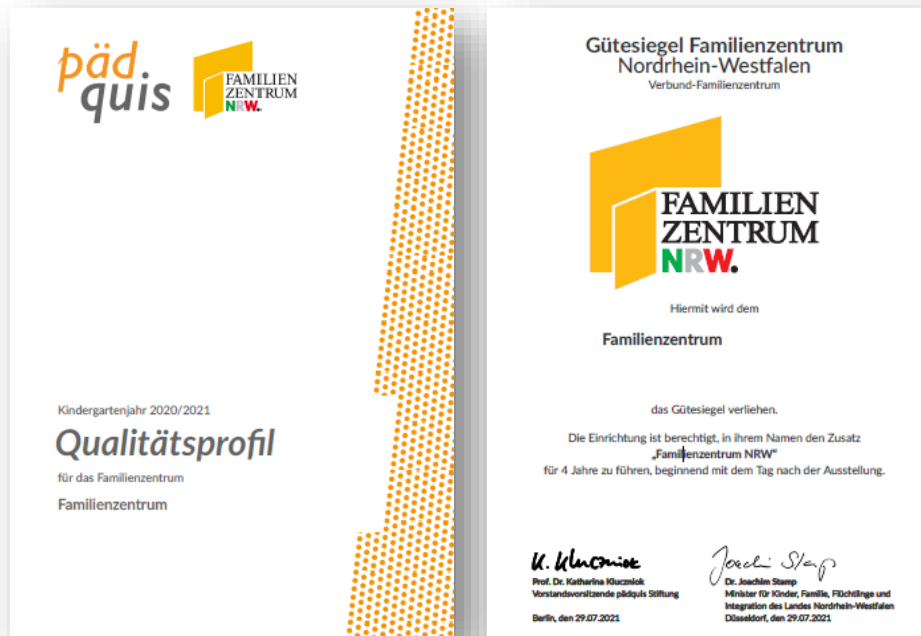 päd
quis
FAMILIEN
ZENTRUM
NRW.
Kindergartenjahr 2020/2021
Qualitätsprofil
für das Familienzentrum
Familienzentrum
Gütesiegel Familienzentrum
Nordrhein-Westfalen
Verbund-Familienzentrum
FAMILIEN
ZENTRUM
NRW.
Hiermit wird dem
Familienzentrum
das Gütesiegel verliehen.
Die Einrichtung ist berechtigt, in ihrem Namen den Zusatz
„Familienzentrum NRW“
für 4 Jahre zu führen, beginnend mit dem Tag nach der Ausstellung.
K. Kluczniok
Prof. Dr. Katharina Kluczniok
Vorstandsvorsitzende pädquis Stiftung
Berlin, den 29.07.2021
Joachim Stamp
Dr. Joachim Stamp
Minister für Kinder, Familie, Flüchtlinge und
Integration des Landes Nordrhein-Westfalen
Düsseldorf, den 29.07.2021